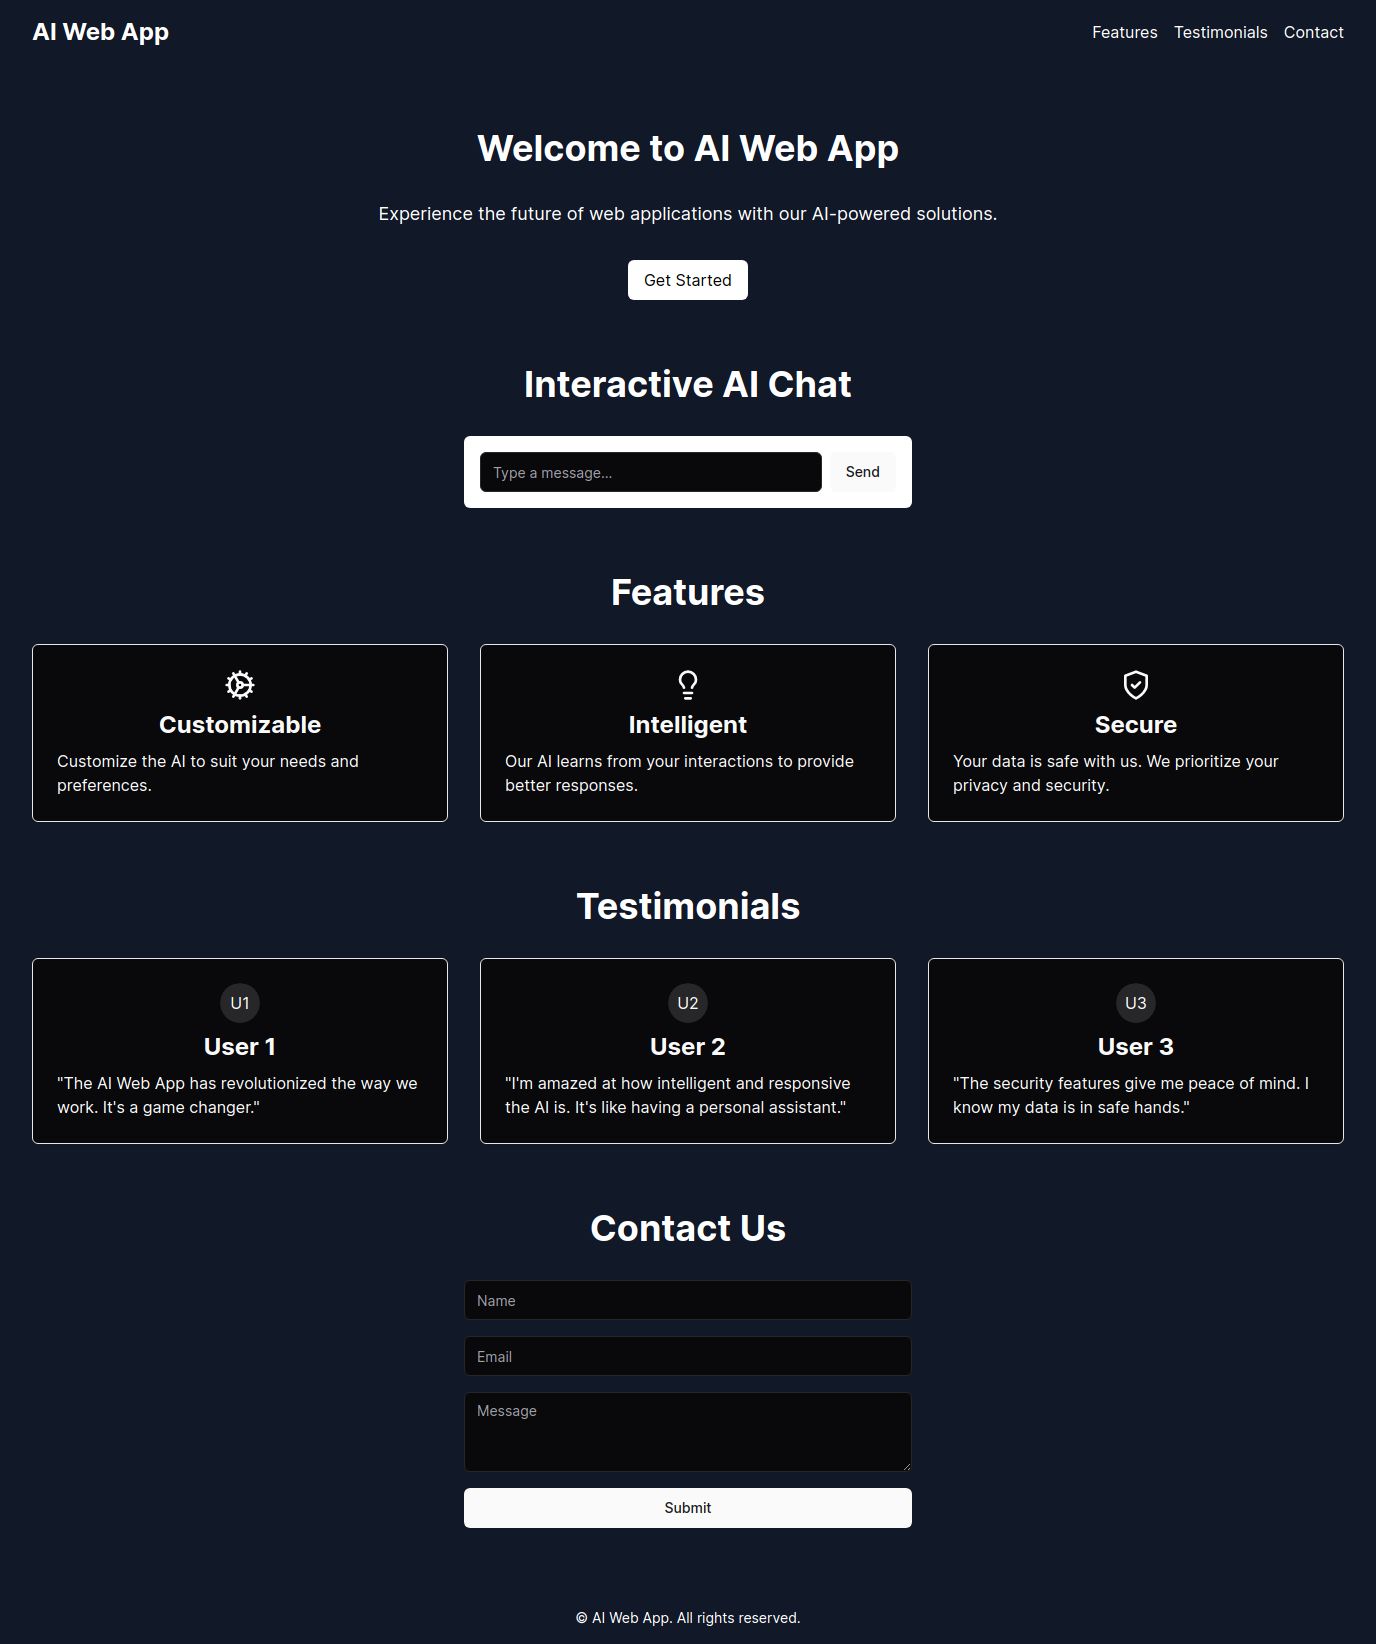 AI Web App
Features Testimonials Contact
Welcome to AI Web App
Experience the future of web applications with our AI-powered solutions.
Get Started
Interactive AI Chat
Type a message...
Send
Features
Customizable
Customize the AI to suit your needs and
preferences.
Intelligent
Our AI learns from your interactions to provide
better responses.
Secure
Your data is safe with us. We prioritize your
privacy and security.
Testimonials
U1
User 1
"The AI Web App has revolutionized the way we
work. It's a game changer."
U2
User 2
"I'm amazed at how intelligent and responsive
the AI is. It's like having a personal assistant."
U3
User 3
"The security features give me peace of mind. I
know my data is in safe hands."
Contact Us
Name
Email
Message
Submit
© AI Web App. All rights reserved.